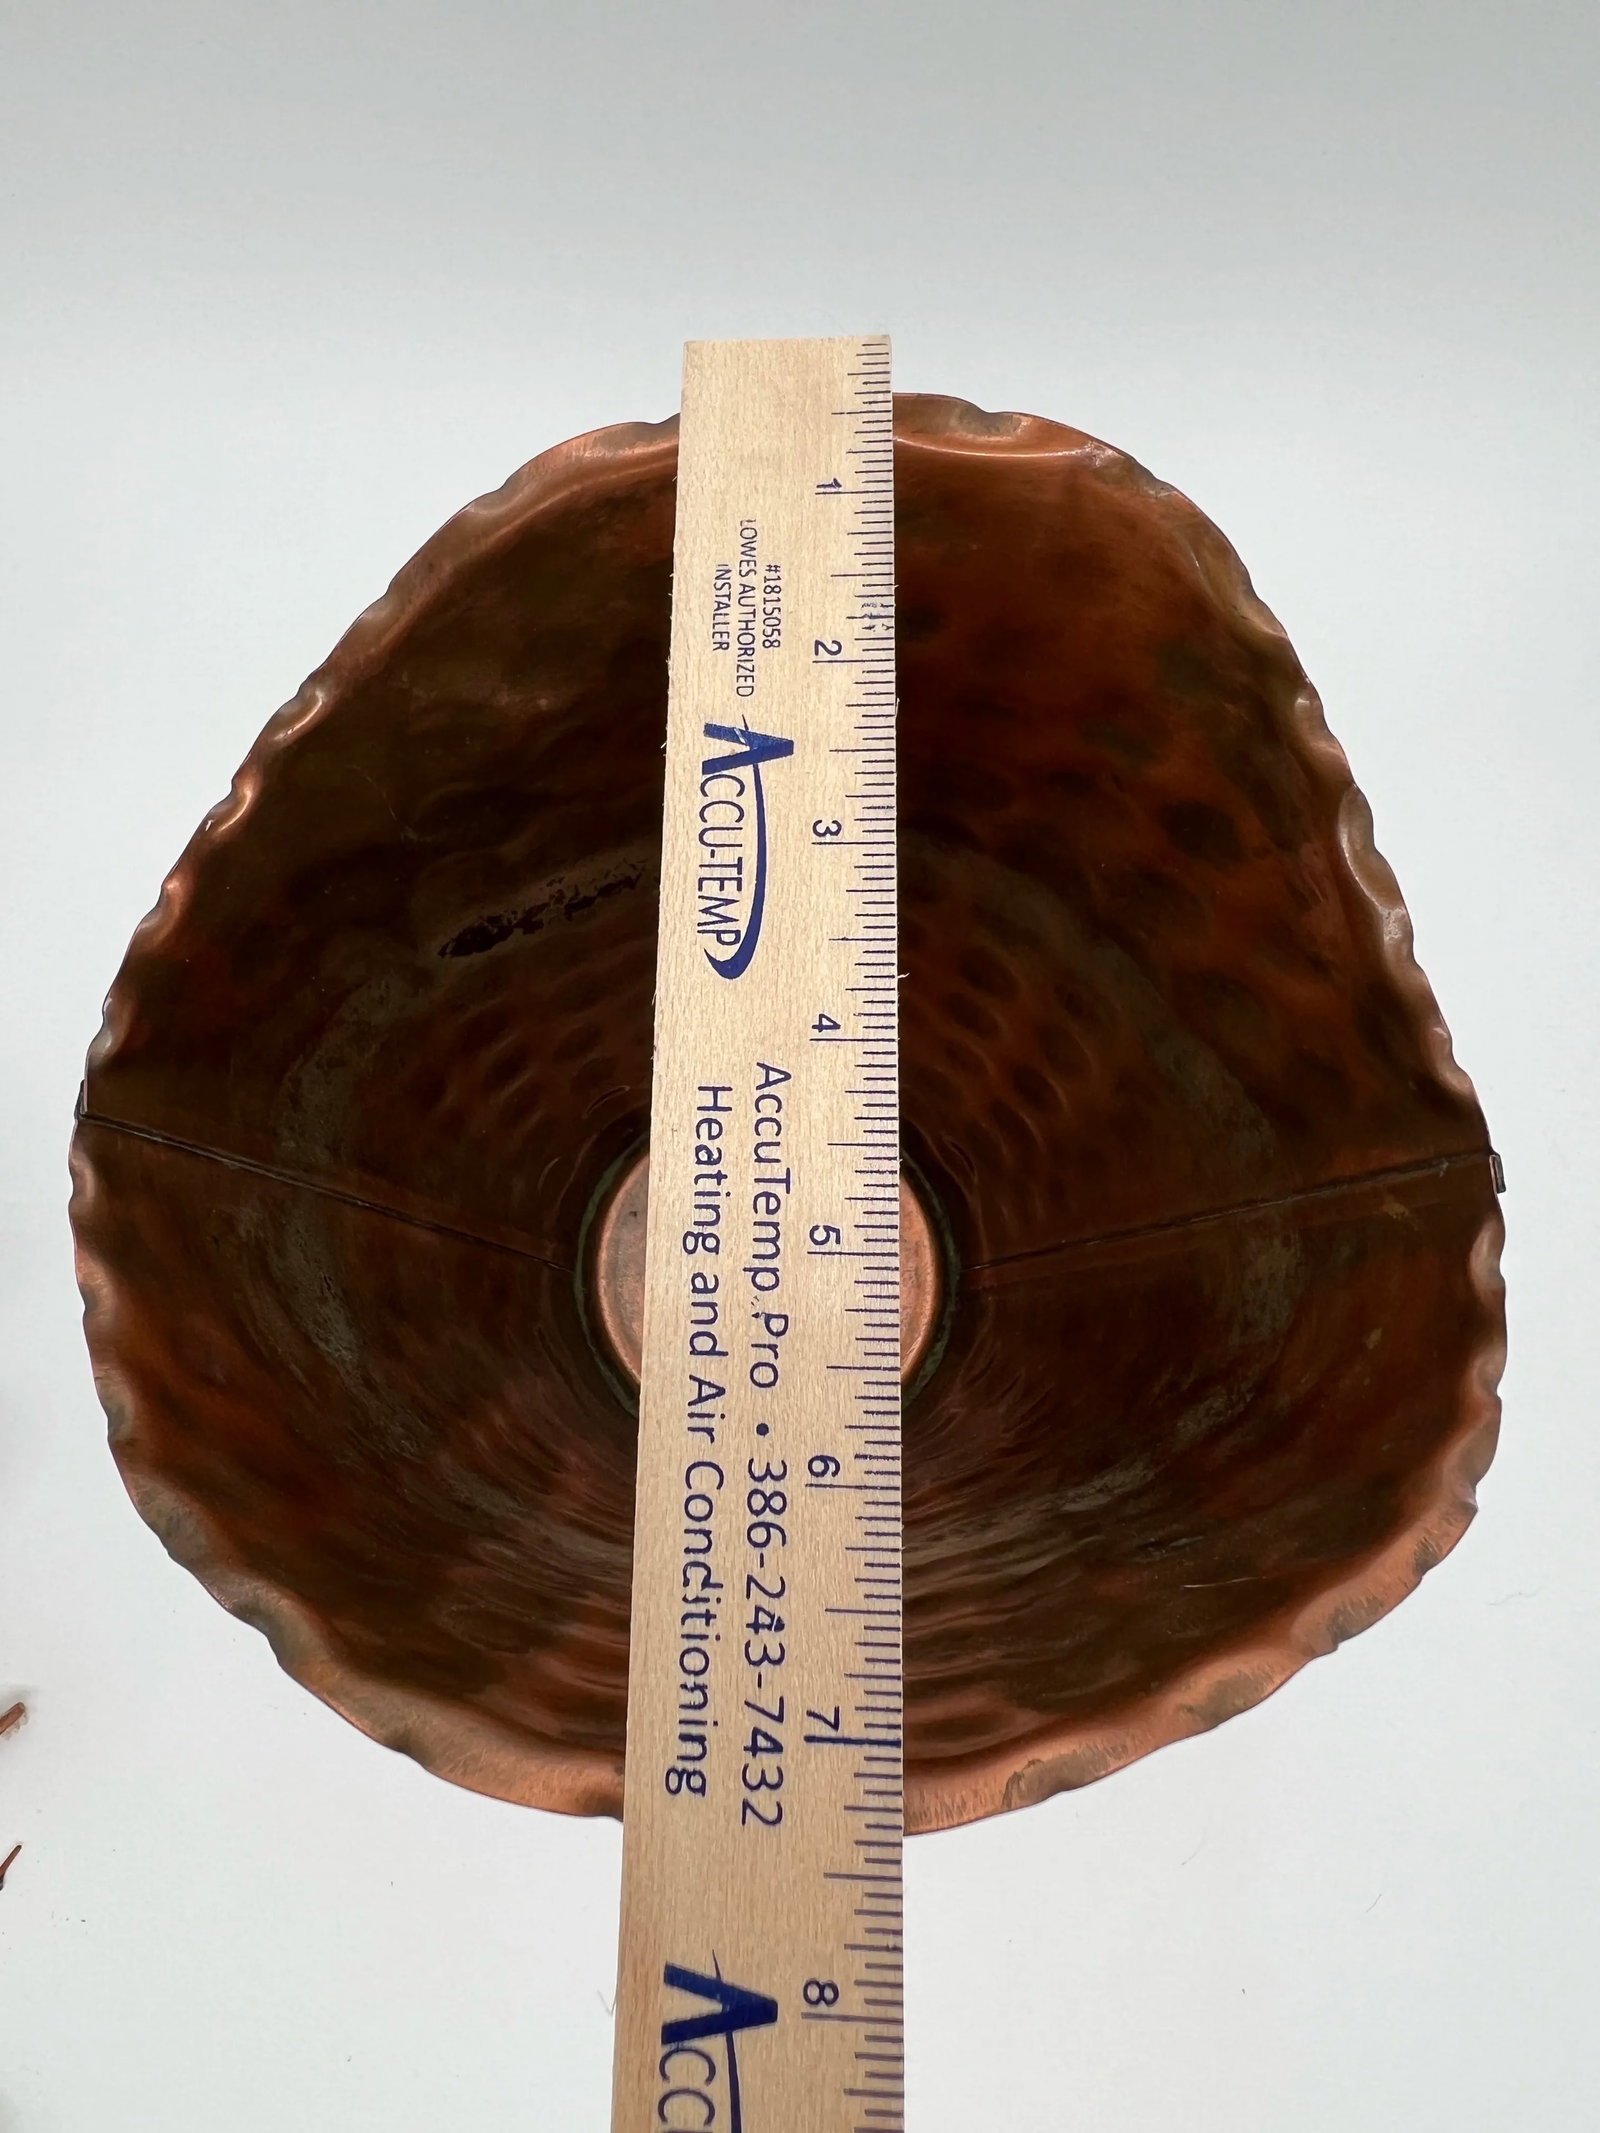 1
2
3
4
5
6
7
8
#1815058
LOWES AUTHORIZED
INSTALLER
ACCU-TEMP
AccuTemp.Pro • 386-243-7432
Heating and Air Conditioning
ACCU